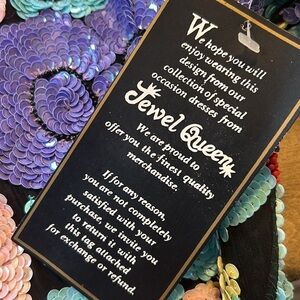 We hope you will
enjoy wearing this
design from our
collection of special
occasion dresses from
Jewel Queen
We are proud to
offer you the finest quality
merchandise.
If for any reason,
you are not completely
satisfied with your
purchase, we invite you
to return it with
this tag attached
for exchange or refund.